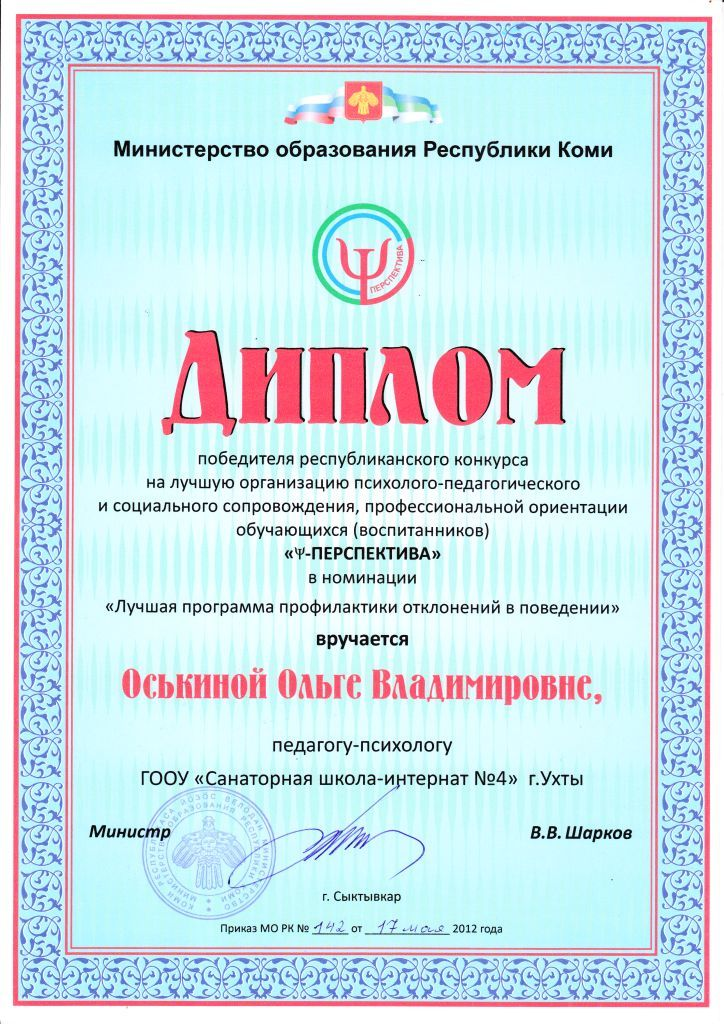 Министерство образования Республики Коми
Ψ
ПЕРСПЕКТИВА
Диплом
победителя республиканского конкурса
на лучшую организацию психолого-педагогического
и социального сопровождения, профессиональной ориентации
обучающихся (воспитанников)
«Ψ-ПЕРСПЕКТИВА»
в номинации
«Лучшая программа профилактики отклонений в поведении»
вручается
Оськиной Ольге Владимировне,
педагогу-психологу
ГООУ «Санаторная школа-интернат №4» г.Ухты
Министр В.В. Шарков
г. Сыктывкар
Приказ МО РК № 142 от 17 мая 2012 года